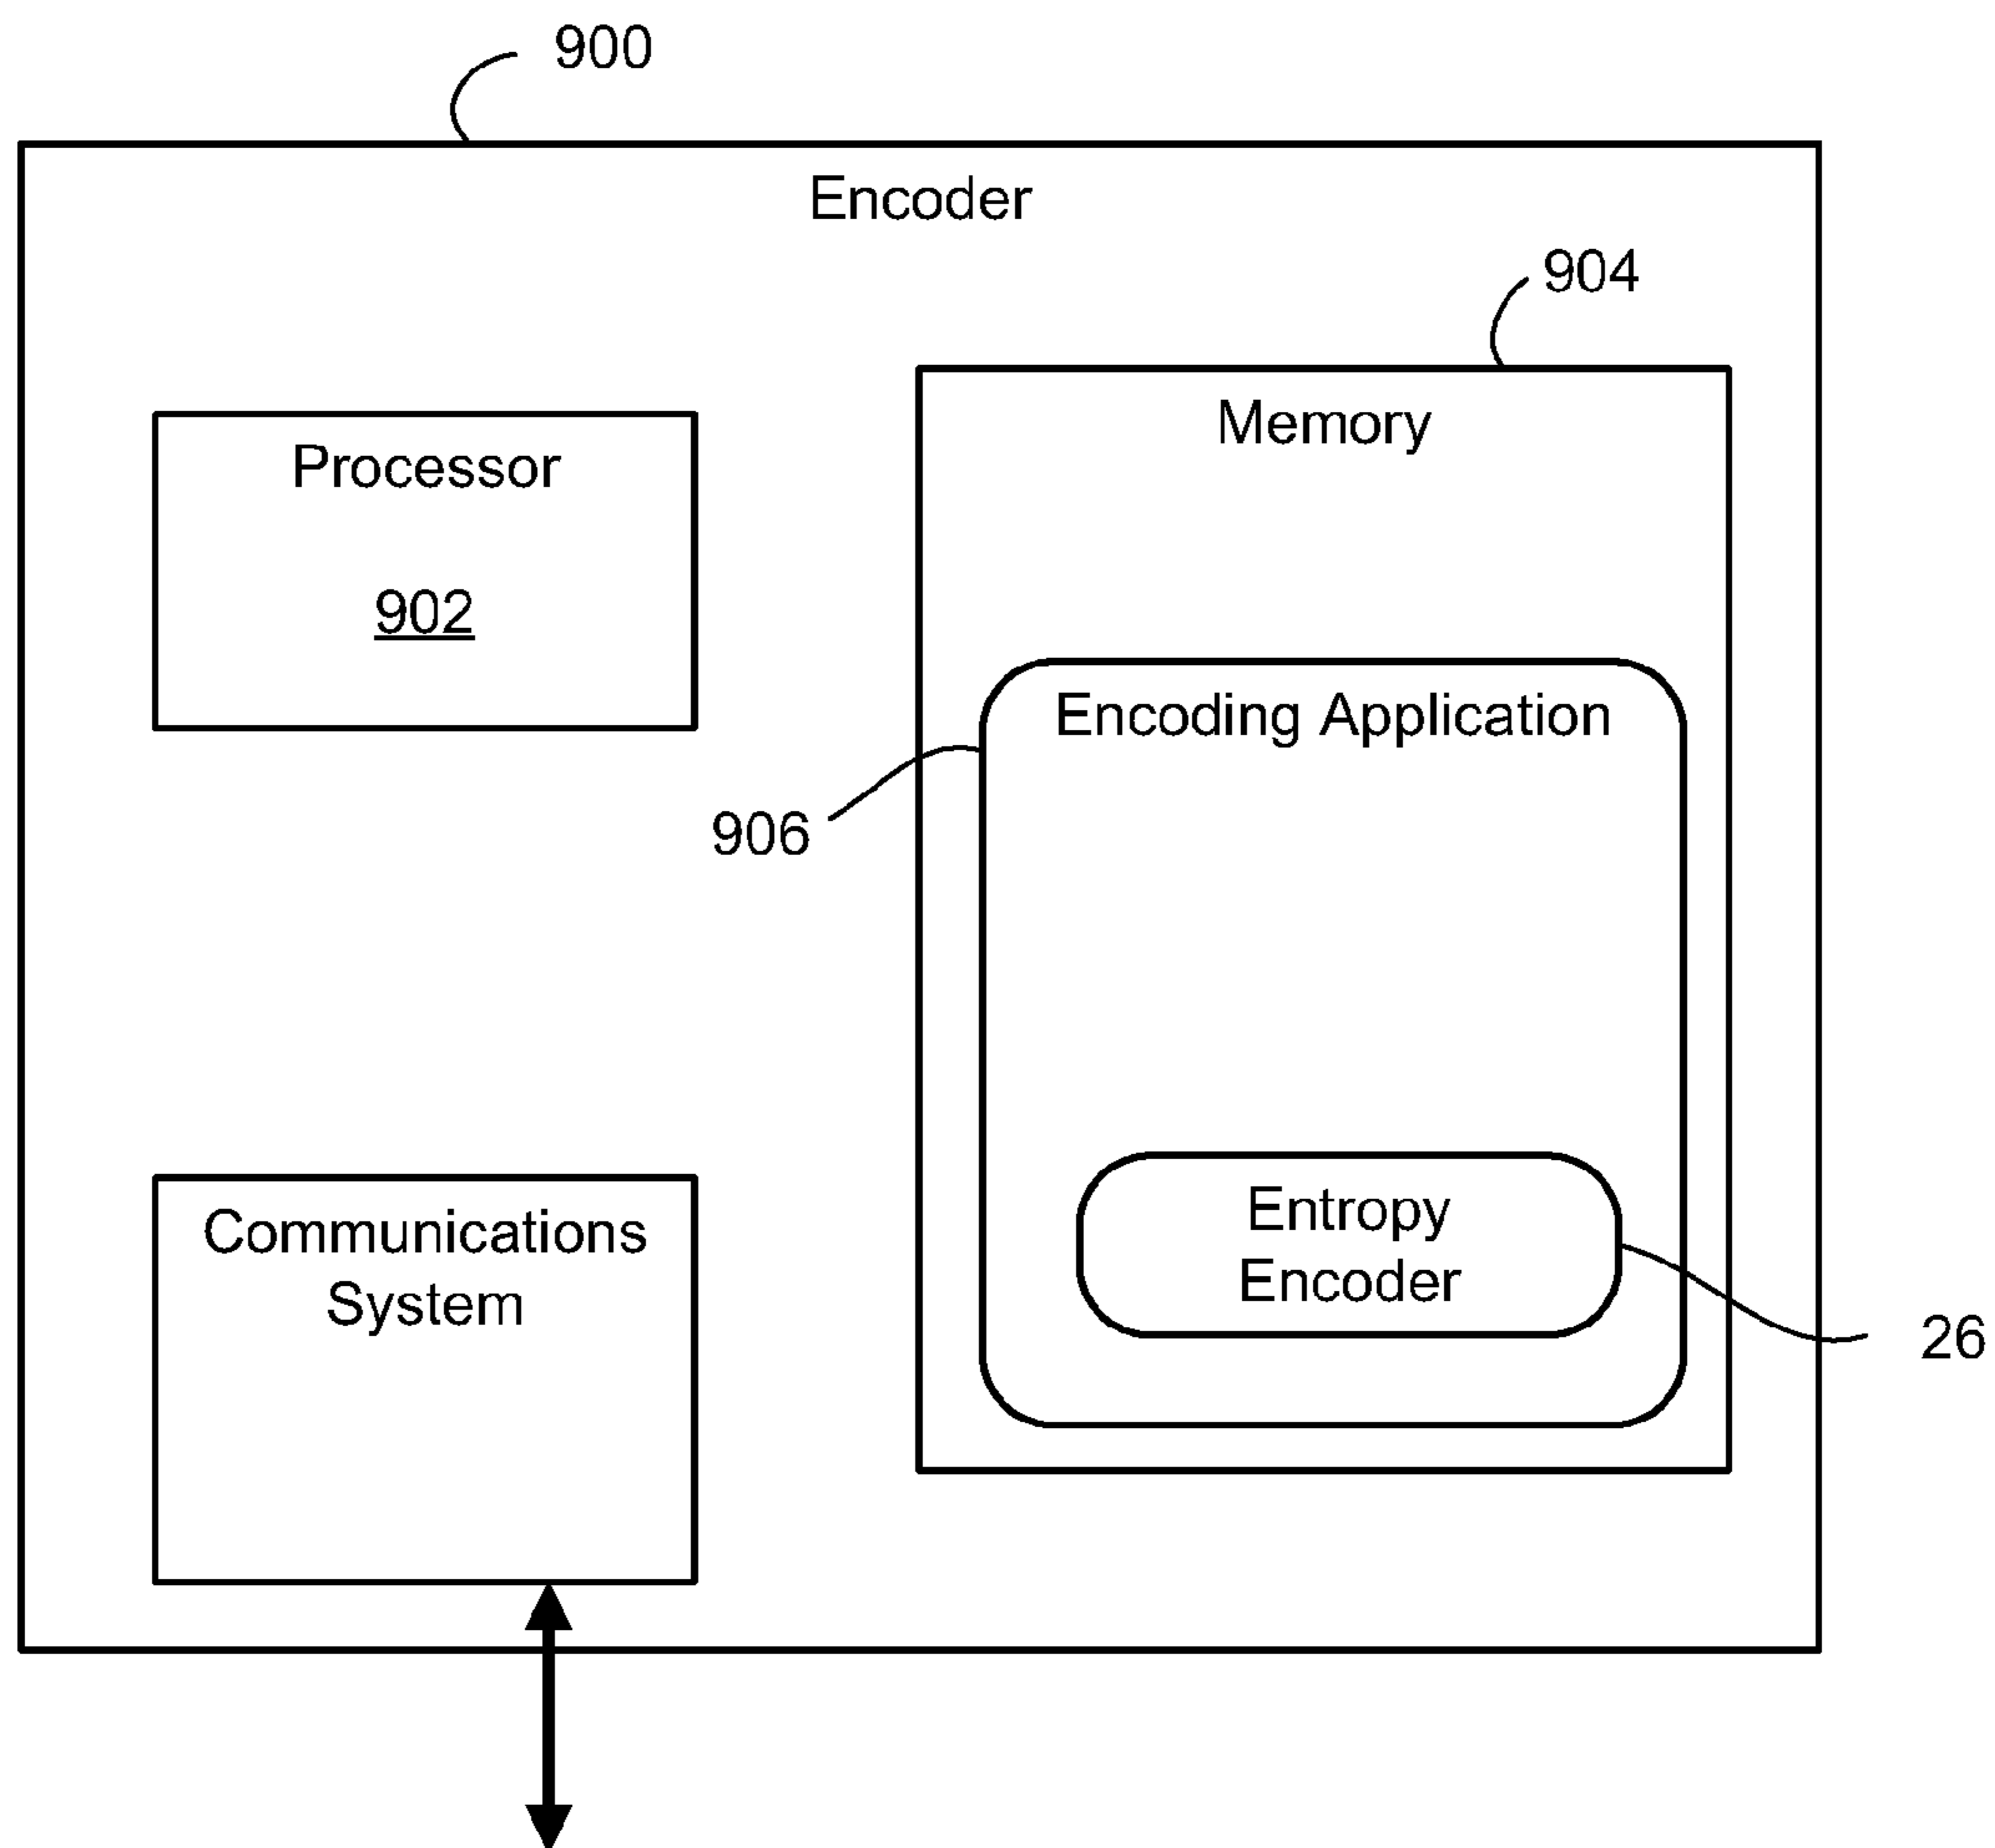 900
Encoder
904
Memory
Processor
902
Encoding Application
906
Entropy
Encoder
Communications
System
26